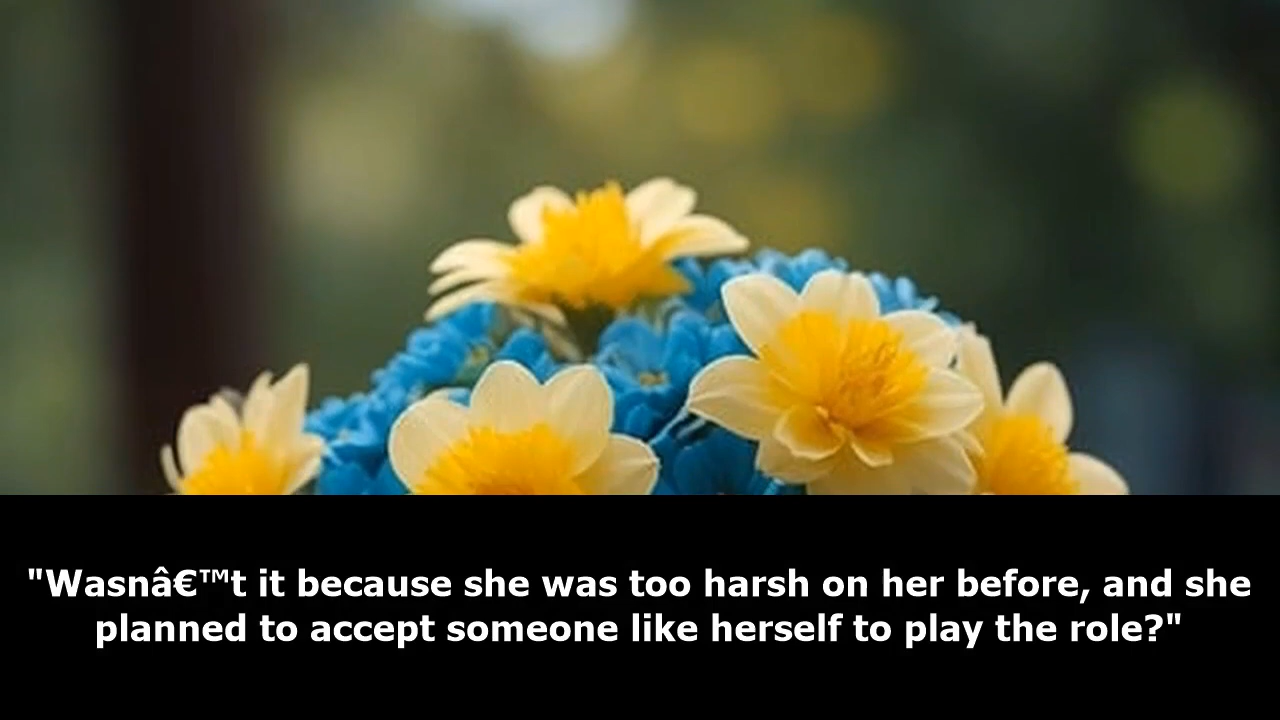 "Wasnâ€™t it because she was too harsh on her before, and she
planned to accept someone like herself to play the role?"